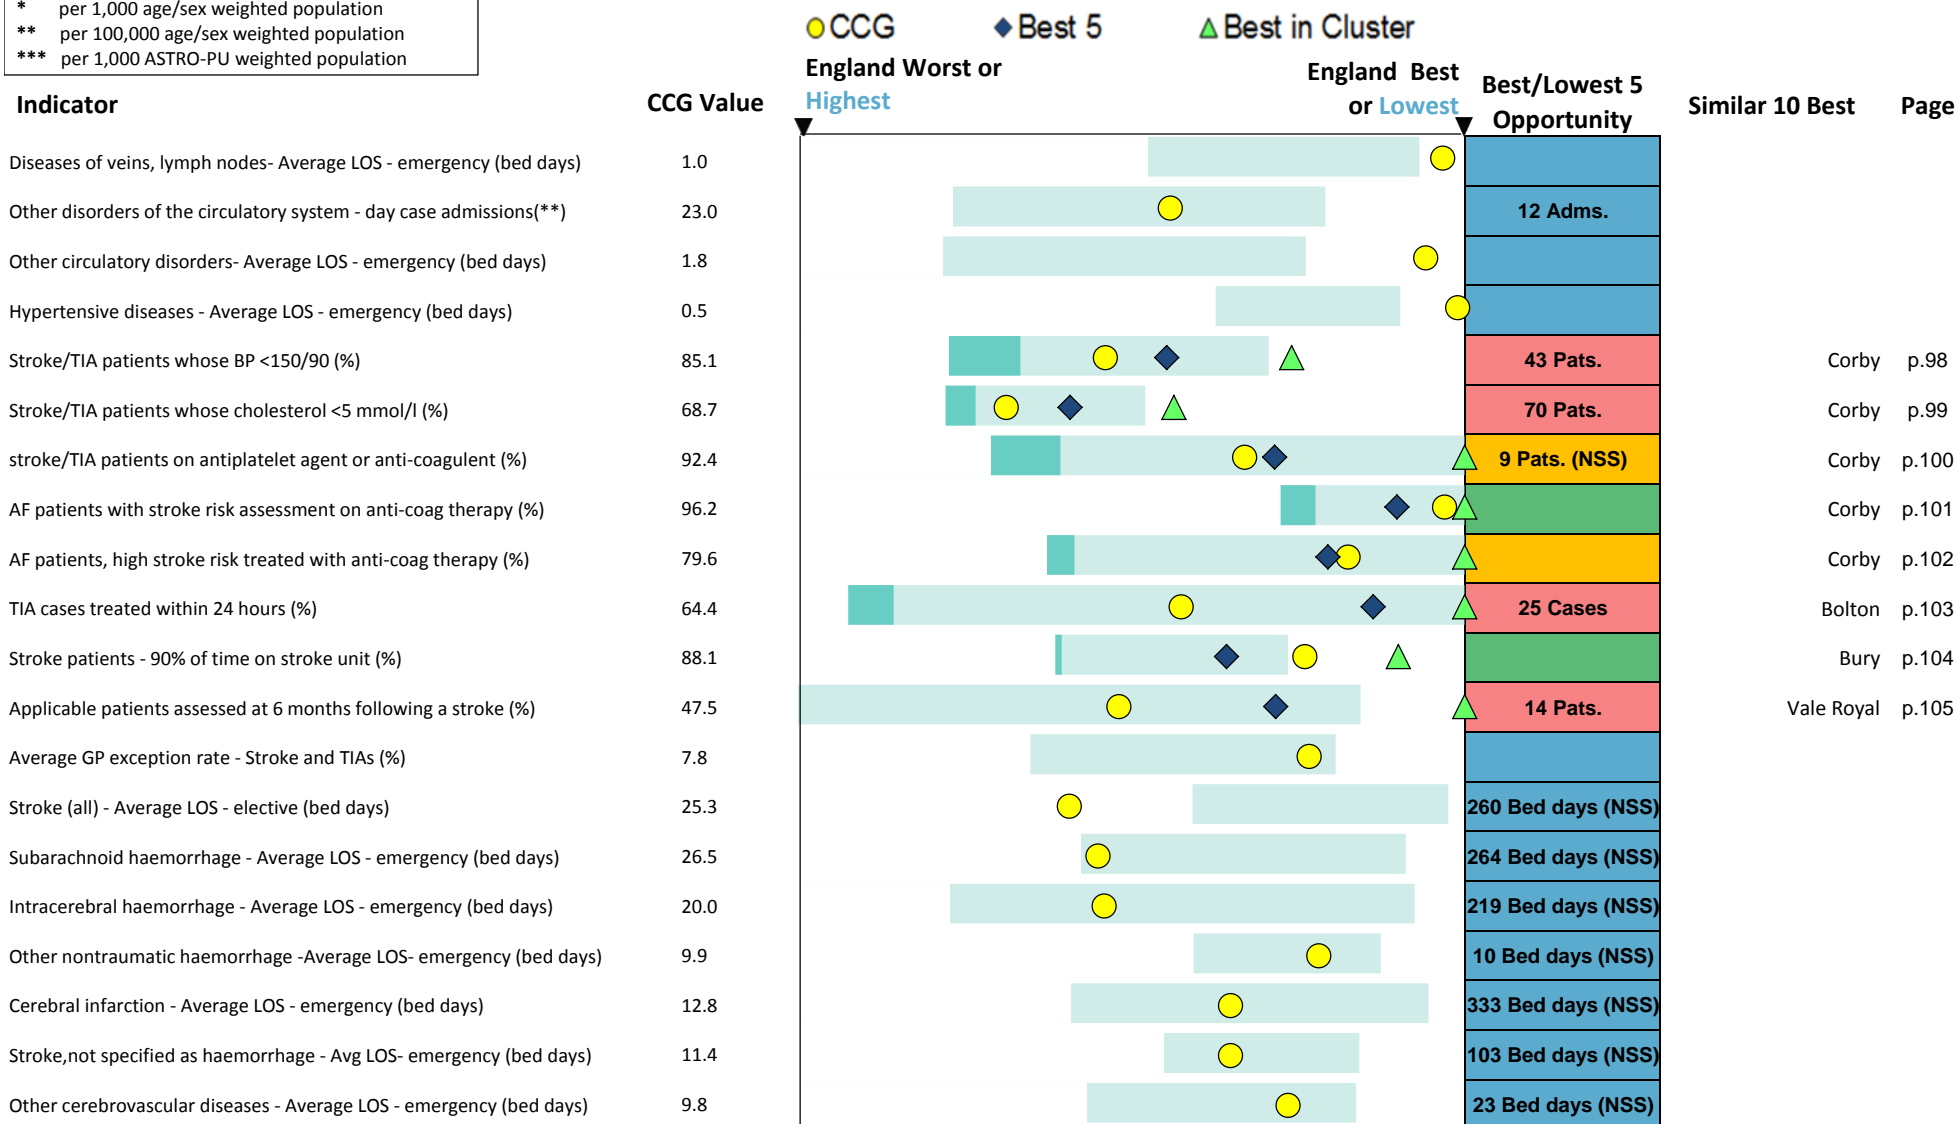 * per 1,000 age/sex weighted population
** per 100,000 age/sex weighted population
*** per 1,000 ASTRO-PU weighted population
CCG Best 5 Best in Cluster
Indicator CCG Value England Worst or Highest England Best or Lowest Best/Lowest 5 Opportunity Similar 10 Best Page
Diseases of veins, lymph nodes- Average LOS - emergency (bed days) 1.0
Other disorders of the circulatory system - day case admissions(**) 23.0 12 Adms.
Other circulatory disorders- Average LOS - emergency (bed days) 1.8
Hypertensive diseases - Average LOS - emergency (bed days) 0.5
Stroke/TIA patients whose BP <150/90 (%) 85.1 43 Pats. Corby p.98
Stroke/TIA patients whose cholesterol <5 mmol/l (%) 68.7 70 Pats. Corby p.99
stroke/TIA patients on antiplatelet agent or anti-coagulent (%) 92.4 9 Pats. (NSS) Corby p.100
AF patients with stroke risk assessment on anti-coag therapy (%) 96.2 Corby p.101
AF patients, high stroke risk treated with anti-coag therapy (%) 79.6 Corby p.102
TIA cases treated within 24 hours (%) 64.4 25 Cases Bolton p.103
Stroke patients - 90% of time on stroke unit (%) 88.1 Bury p.104
Applicable patients assessed at 6 months following a stroke (%) 47.5 14 Pats. Vale Royal p.105
Average GP exception rate - Stroke and TIAs (%) 7.8
Stroke (all) - Average LOS - elective (bed days) 25.3 260 Bed days (NSS)
Subarachnoid haemorrhage - Average LOS - emergency (bed days) 26.5 264 Bed days (NSS)
Intracerebral haemorrhage - Average LOS - emergency (bed days) 20.0 219 Bed days (NSS)
Other nontraumatic haemorrhage -Average LOS- emergency (bed days) 9.9 10 Bed days (NSS)
Cerebral infarction - Average LOS - emergency (bed days) 12.8 333 Bed days (NSS)
Stroke,not specified as haemorrhage - Avg LOS- emergency (bed days) 11.4 103 Bed days (NSS)
Other cerebrovascular diseases - Average LOS - emergency (bed days) 9.8 23 Bed days (NSS)